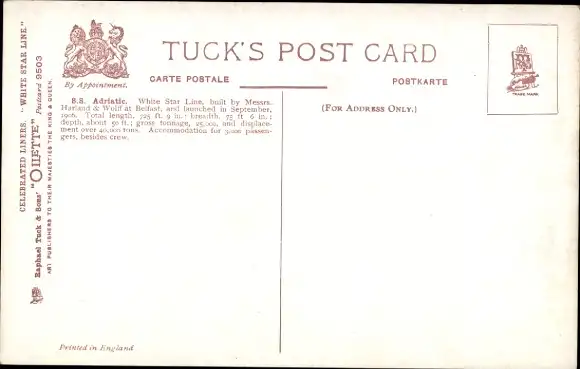 TUCK'S POST CARD
CARTE POSTALE
POSTKARTE
By Appointment.
S.S. Adriatic. White Star Line, built by Messrs.
Harland & Wolff at Belfast, and launched in September,
1906. Total length, 725 ft. 9 in.; breadth, 75 ft 6 in.;
depth, about 50 ft.; gross tonnage, 25,000, and displace-
ment over 40,000 tons. Accommodation for 3,000 passen-
gers, besides crew.
(FOR ADDRESS ONLY.)
TRADE MARK.
CELEBRATED LINERS. "WHITE STAR LINE."
Raphael Tuck & Sons' "OILETTE" Postcard 9503
ART PUBLISHERS TO THEIR MAJESTIES THE KING & QUEEN.
Printed in England